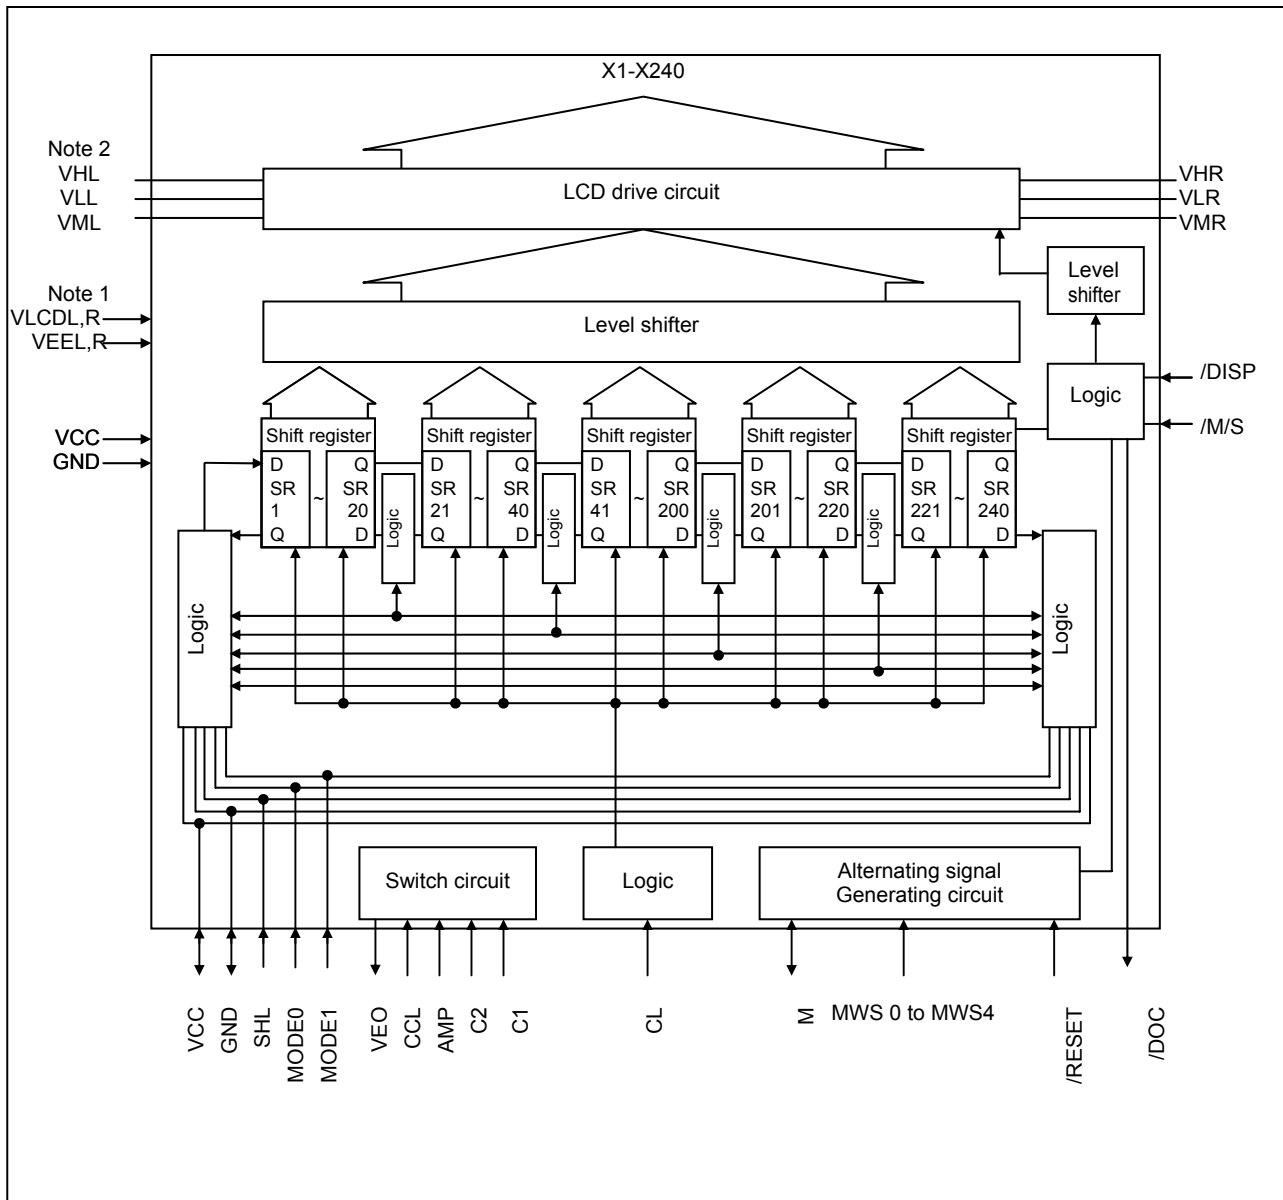 X1-X240
Note 2
VHL
VLL
VML
LCD drive circuit
VHR
VLR
VMR
Level
shifter
Note 1
VLCDL,R
VEEL,R
Level shifter
Logic
/DISP
/M/S
VCC
GND
Shift register
D Q
SR ~ SR
1 20
Q D
Logic
Shift register
D Q
SR ~ SR
21 40
Q D
Logic
Shift register
D Q
SR ~ SR
41 200
Q D
Logic
Shift register
D Q
SR ~ SR
201 220
Q D
Logic
Shift register
D Q
SR ~ SR
221 240
Q D
Logic
Logic
Switch circuit
Logic
Alternating signal
Generating circuit
VCC
GND
SHL
MODE0
MODE1
VEO
CCL
AMP
C2
C1
CL
M
MWS 0 to MWS4
/RESET
/DOC